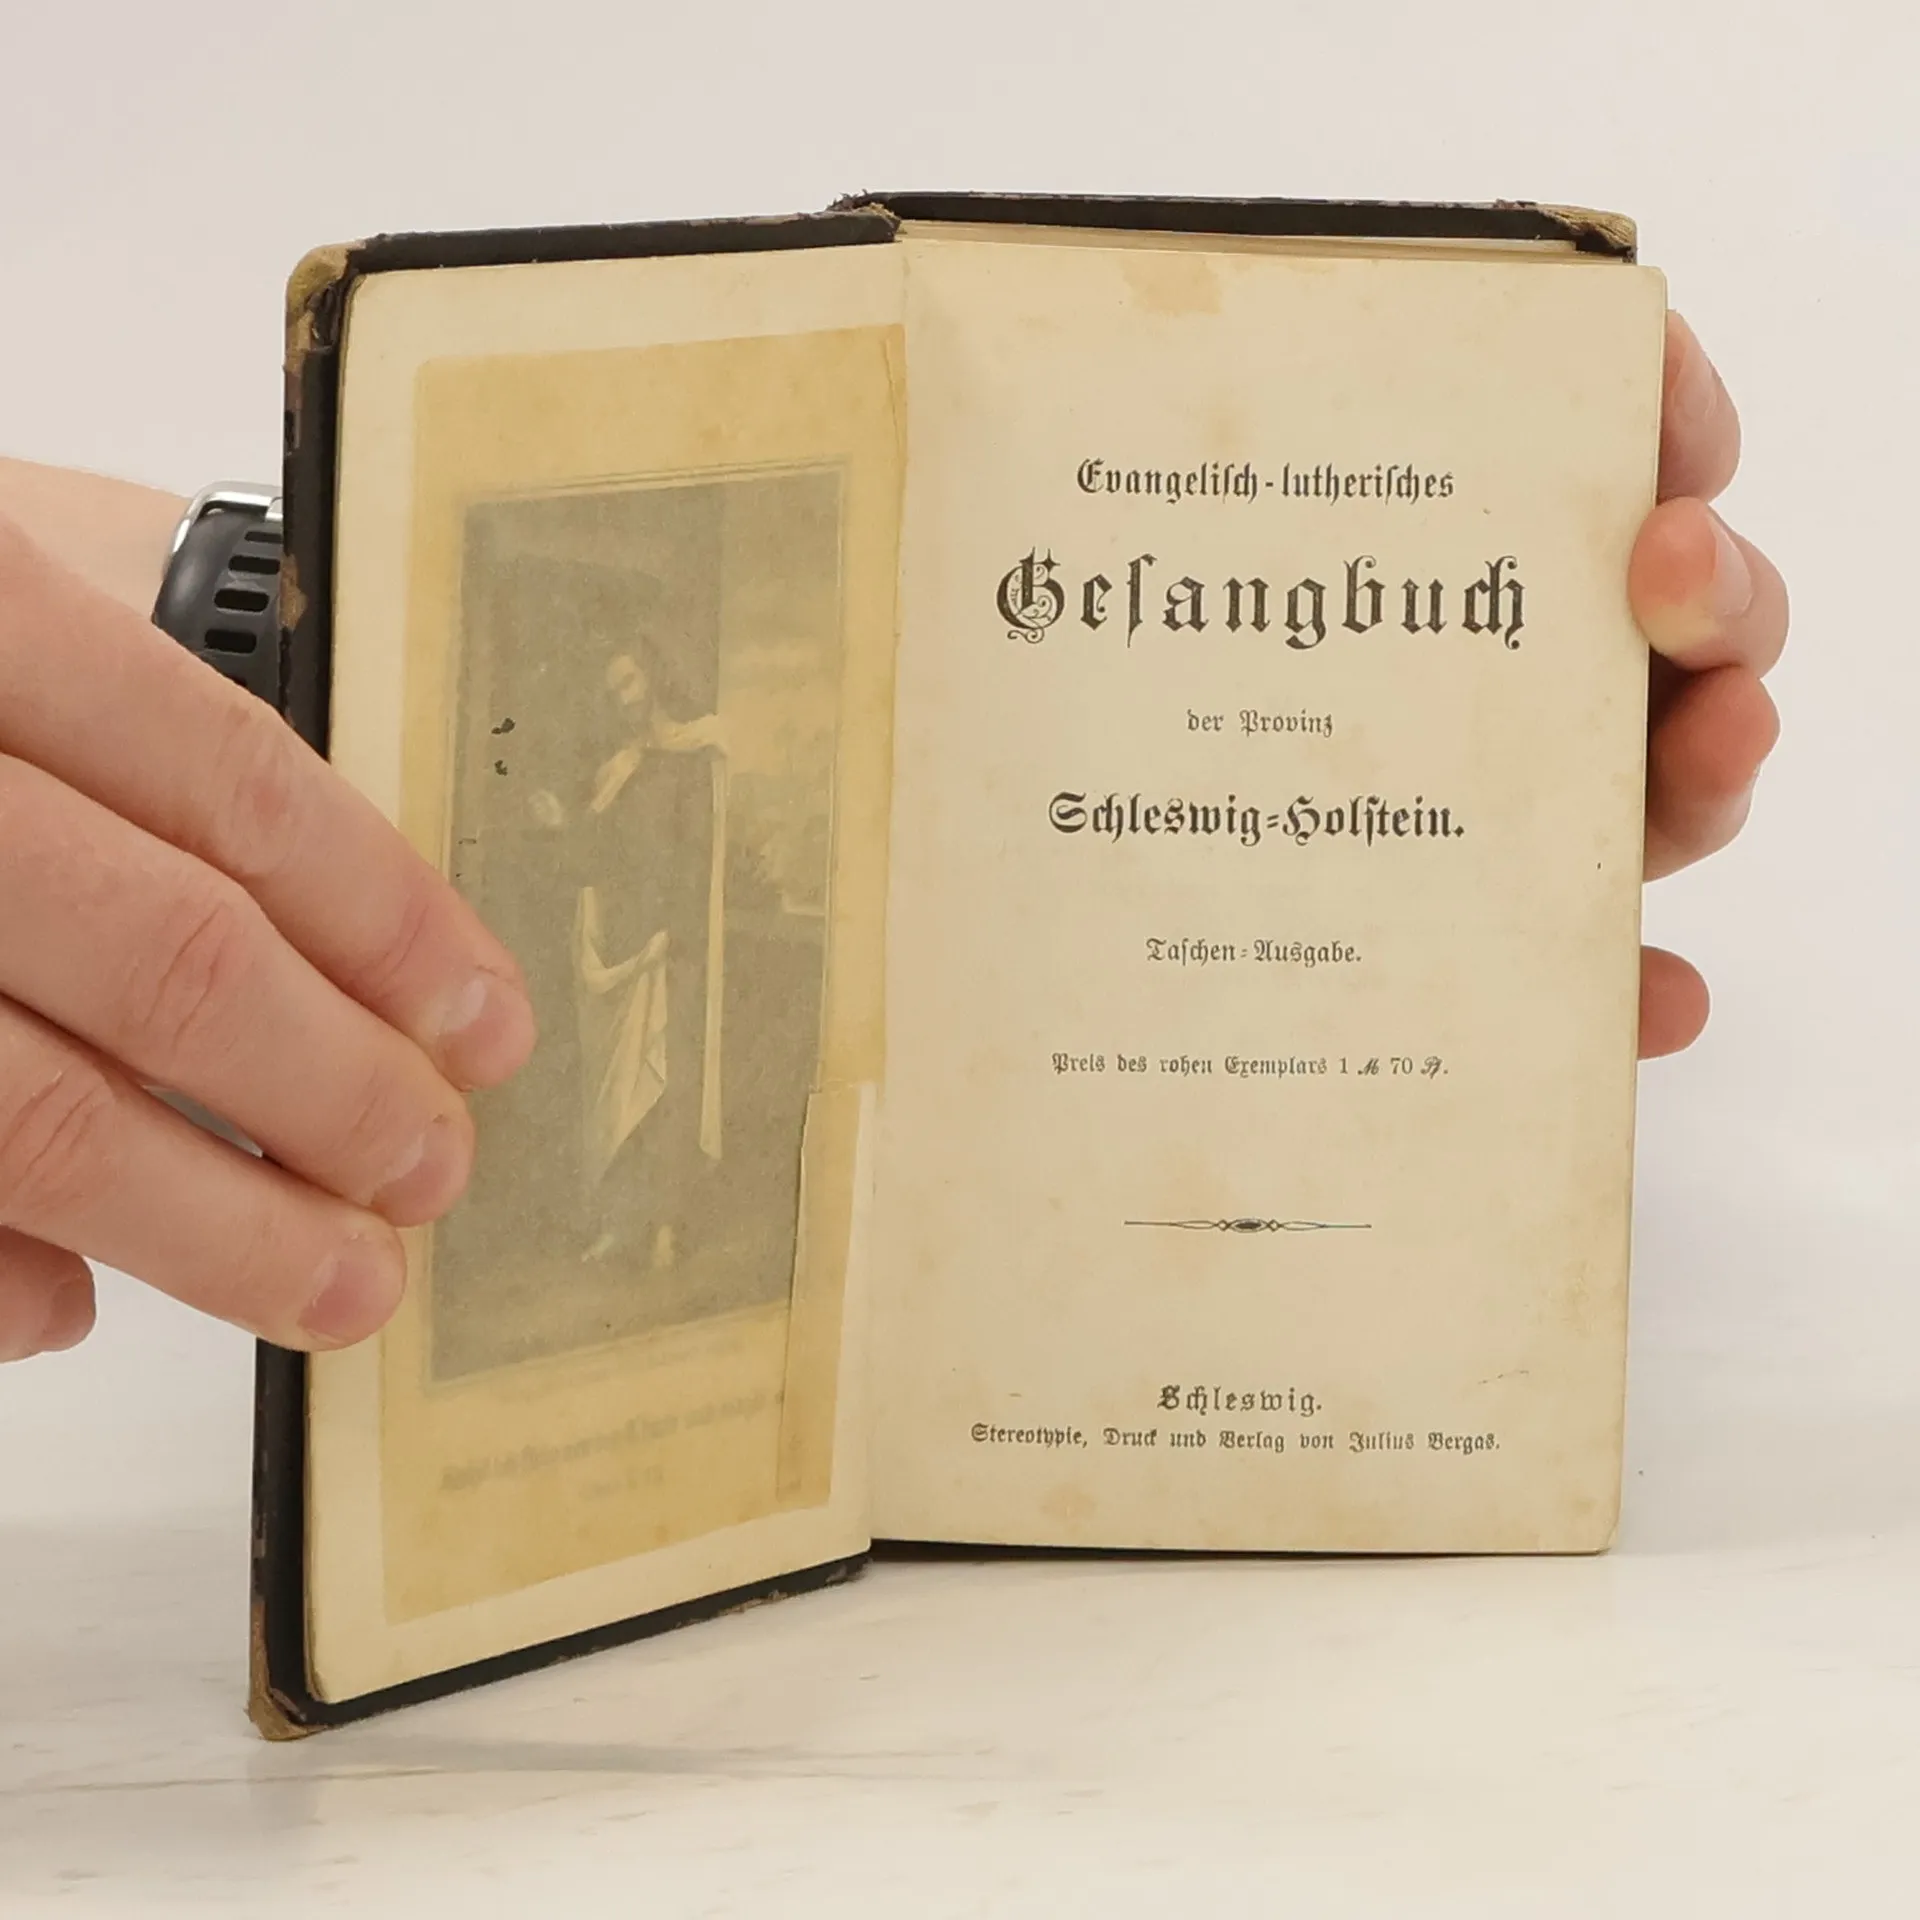 Evangeliſch-lutheriſches
Geſangbuch
der Provinz
Schleswig-Holſtein.
Taſchen-Ausgabe.
Preis des rohen Exemplars 1 ℳ 70 ₰.
Schleswig.
Stereotypie, Druck und Verlag von Julius Bergas.